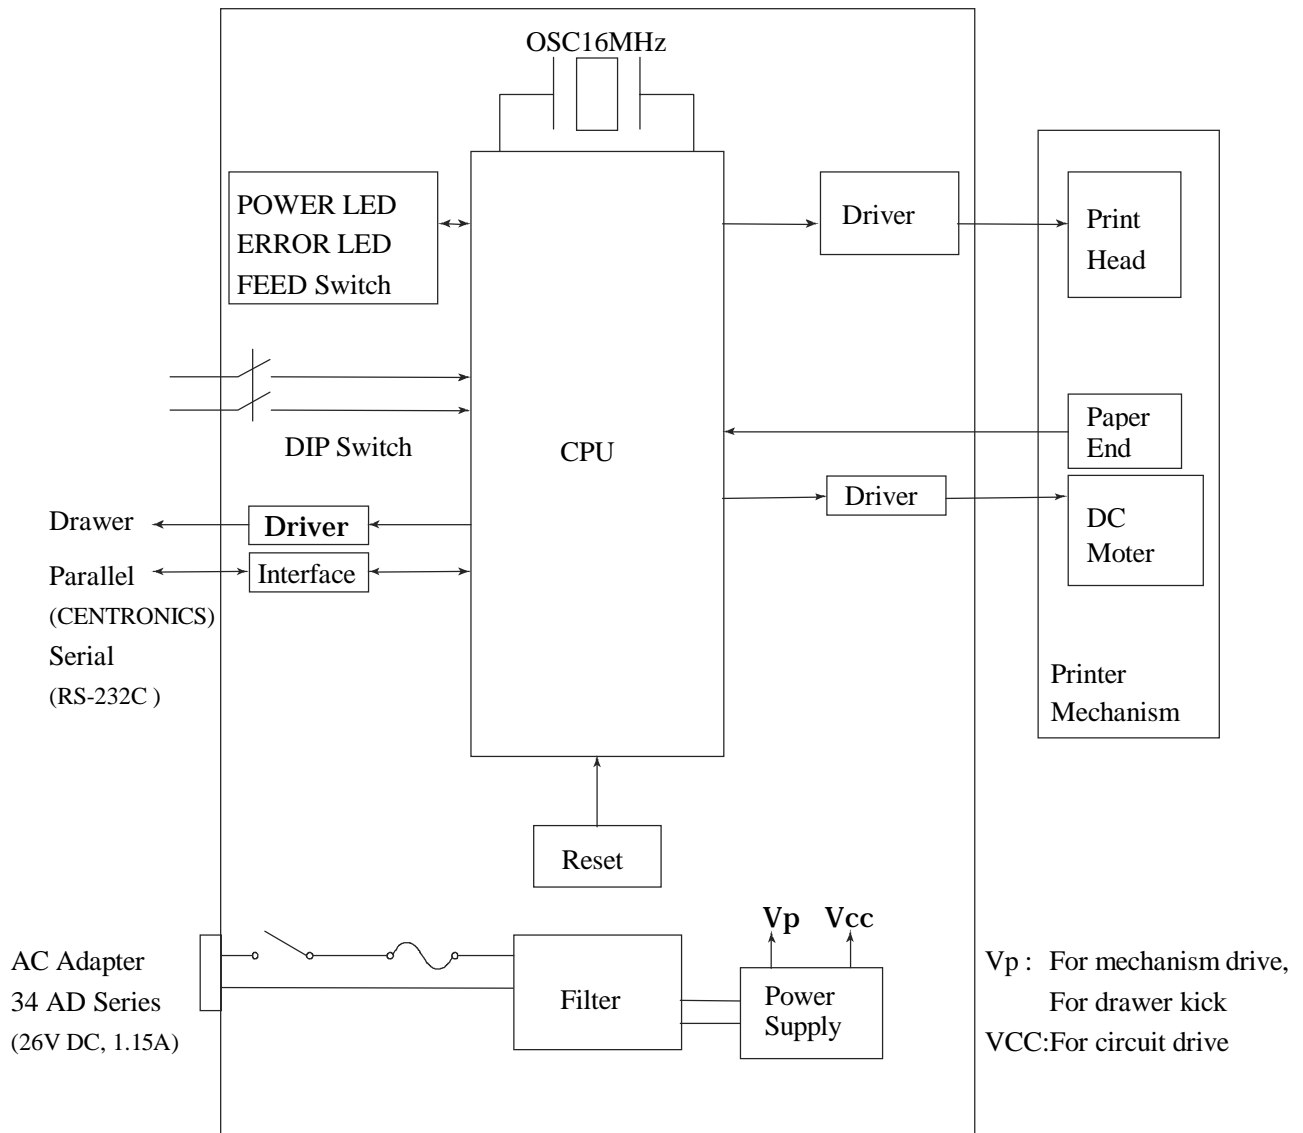 OSC16MHz
POWER LED
ERROR LED
FEED Switch
Driver
Print
Head
DIP Switch
CPU
Paper
End
Driver
DC
Moter
Drawer
Driver
Parallel
Interface
(CENTRONICS)
Serial
(RS-232C )
Printer
Mechanism
Reset
Vp Vcc
AC Adapter
34 AD Series
(26V DC, 1.15A)
Filter
Power
Supply
Vp : For mechanism drive,
For drawer kick
VCC:For circuit drive